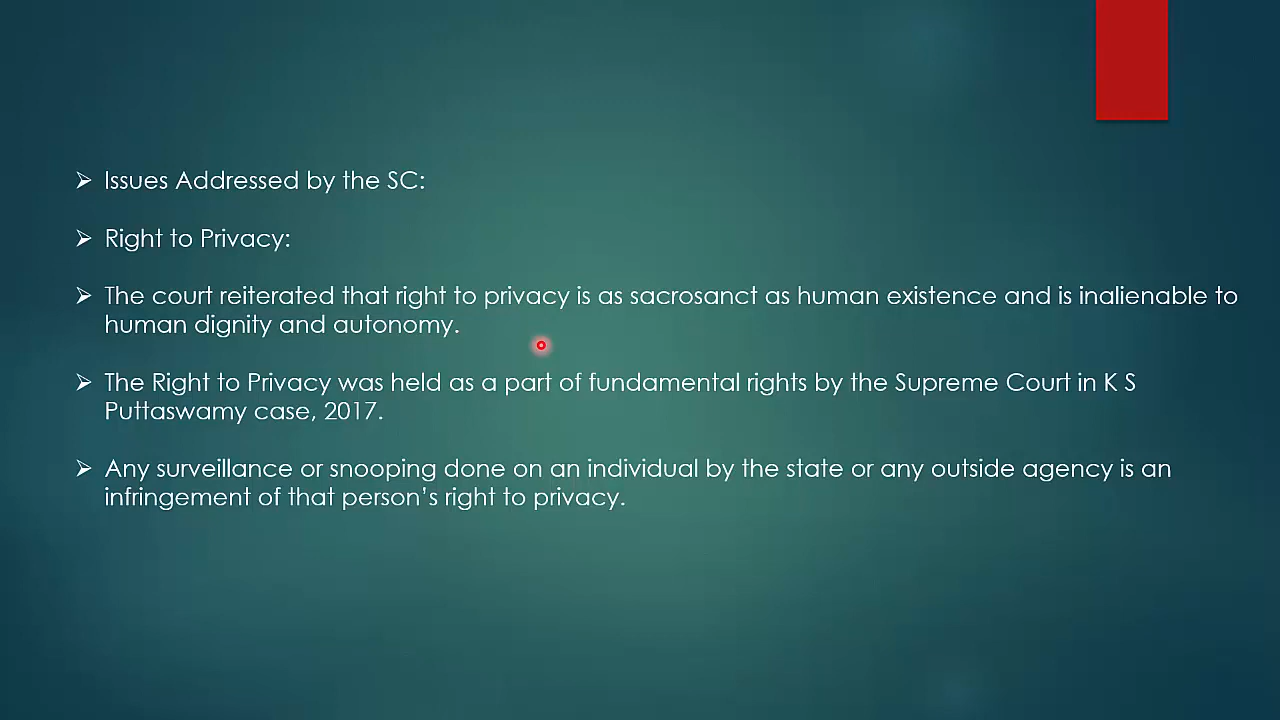 Issues Addressed by the SC:
Right to Privacy:
The court reiterated that right to privacy is as sacrosanct as human existence and is inalienable to
human dignity and autonomy.
The Right to Privacy was held as a part of fundamental rights by the Supreme Court in K S
Puttaswamy case, 2017.
Any surveillance or snooping done on an individual by the state or any outside agency is an
infringement of that person’s right to privacy.